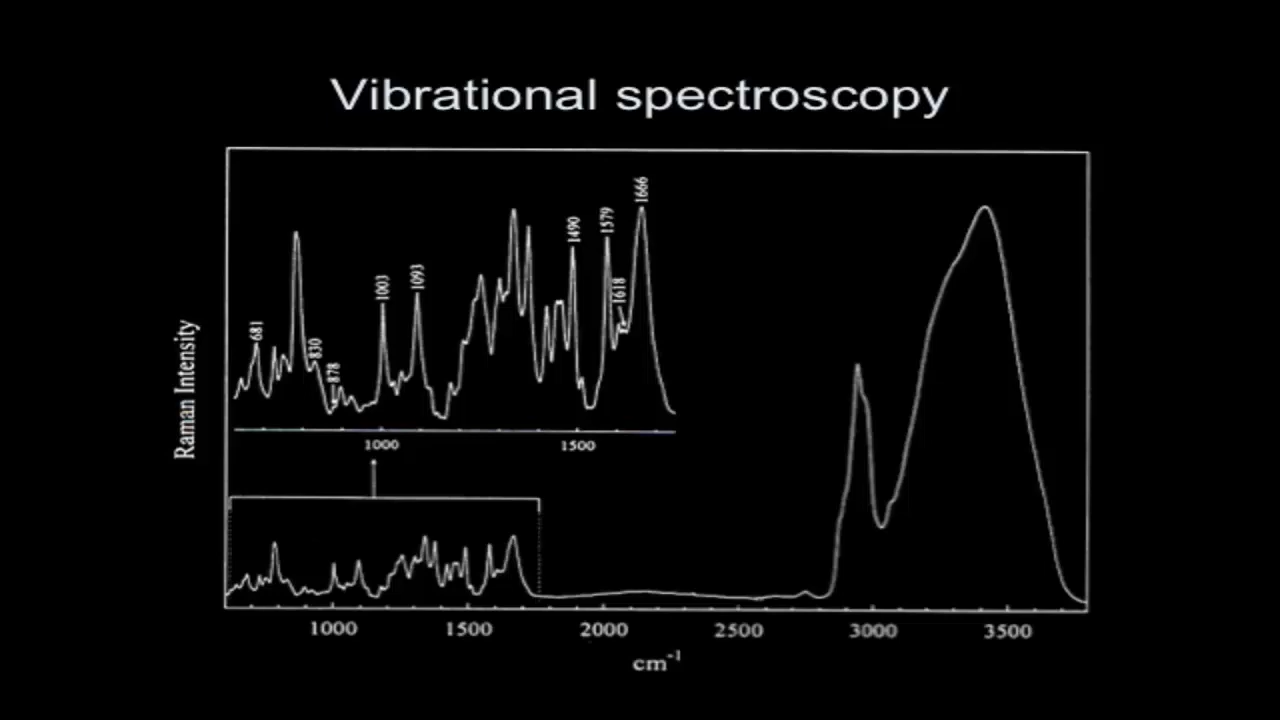 Vibrational spectroscopy
Raman Intensity
681
830
878
1003
1093
1490
1579
1618
1666
1000 1500
1000 1500 2000 2500 3000 3500
cm⁻¹